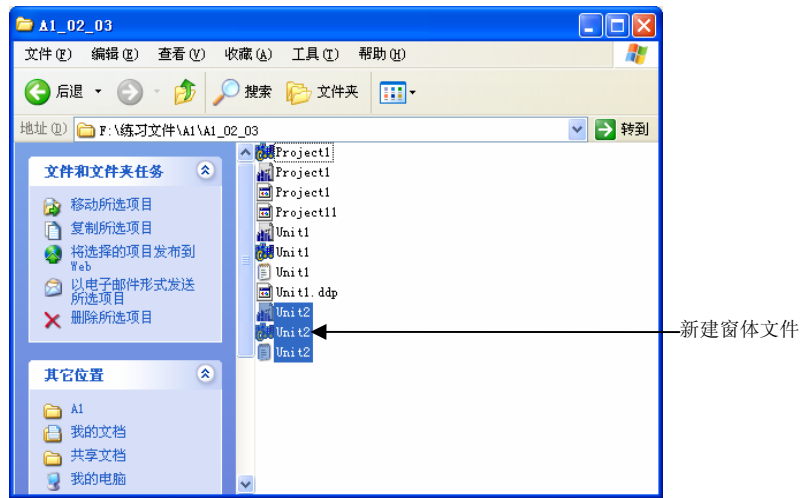 A1_02_03
文件(F) 编辑(E) 查看(V) 收藏(A) 工具(T) 帮助(H)
后退 搜索 文件夹
地址(D) F:\练习文件\A1\A1_02_03 转到
文件和文件夹任务
移动所选项目
复制所选项目
将选择的项目发布到
Web
以电子邮件形式发送
所选项目
删除所选项目
其它位置
A1
我的文档
共享文档
我的电脑
Project1
Project1
Project1
Project11
Unit1
Unit1
Unit1
Unit1.ddp
Unit2
Unit2
Unit2
新建窗体文件